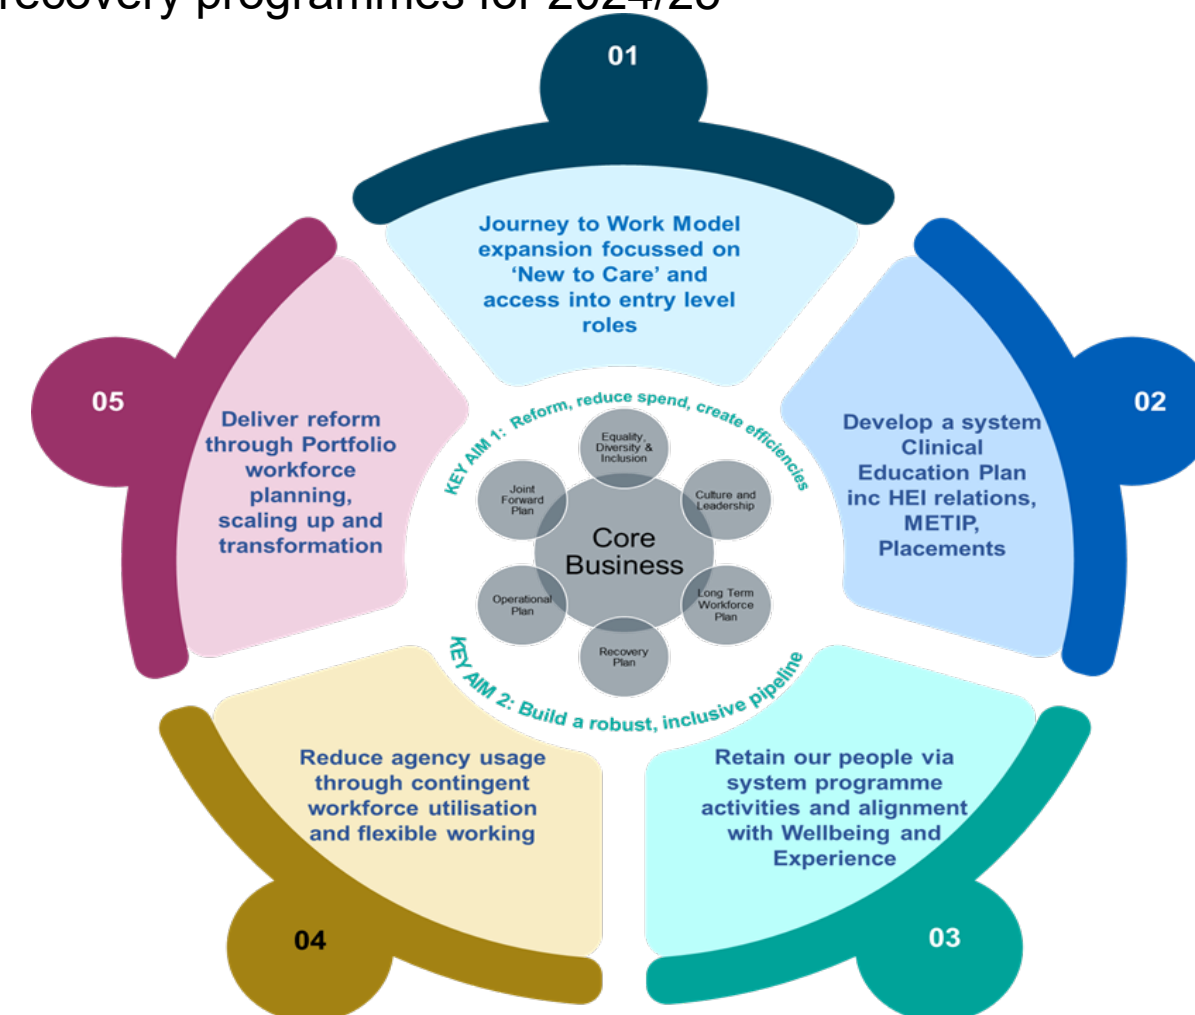 recovery programmes for 2024/25
01
Journey to Work Model
expansion focussed on
‘New to Care’ and
access into entry level
roles
02
Develop a system
Clinical
Education Plan
inc HEI relations,
METIP,
Placements
03
Retain our people via
system programme
activities and alignment
with Wellbeing and
Experience
04
Reduce agency usage
through contingent
workforce utilisation
and flexible working
05
Deliver reform
through Portfolio
workforce
planning,
scaling up and
transformation
KEY AIM 1: Reform, reduce spend, create efficiencies
Equality,
Diversity &
Inclusion
Culture and
Leadership
Long Term
Workforce
Plan
Recovery
Plan
Operational
Plan
Joint
Forward
Plan
Core
Business
KEY AIM 2: Build a robust, inclusive pipeline